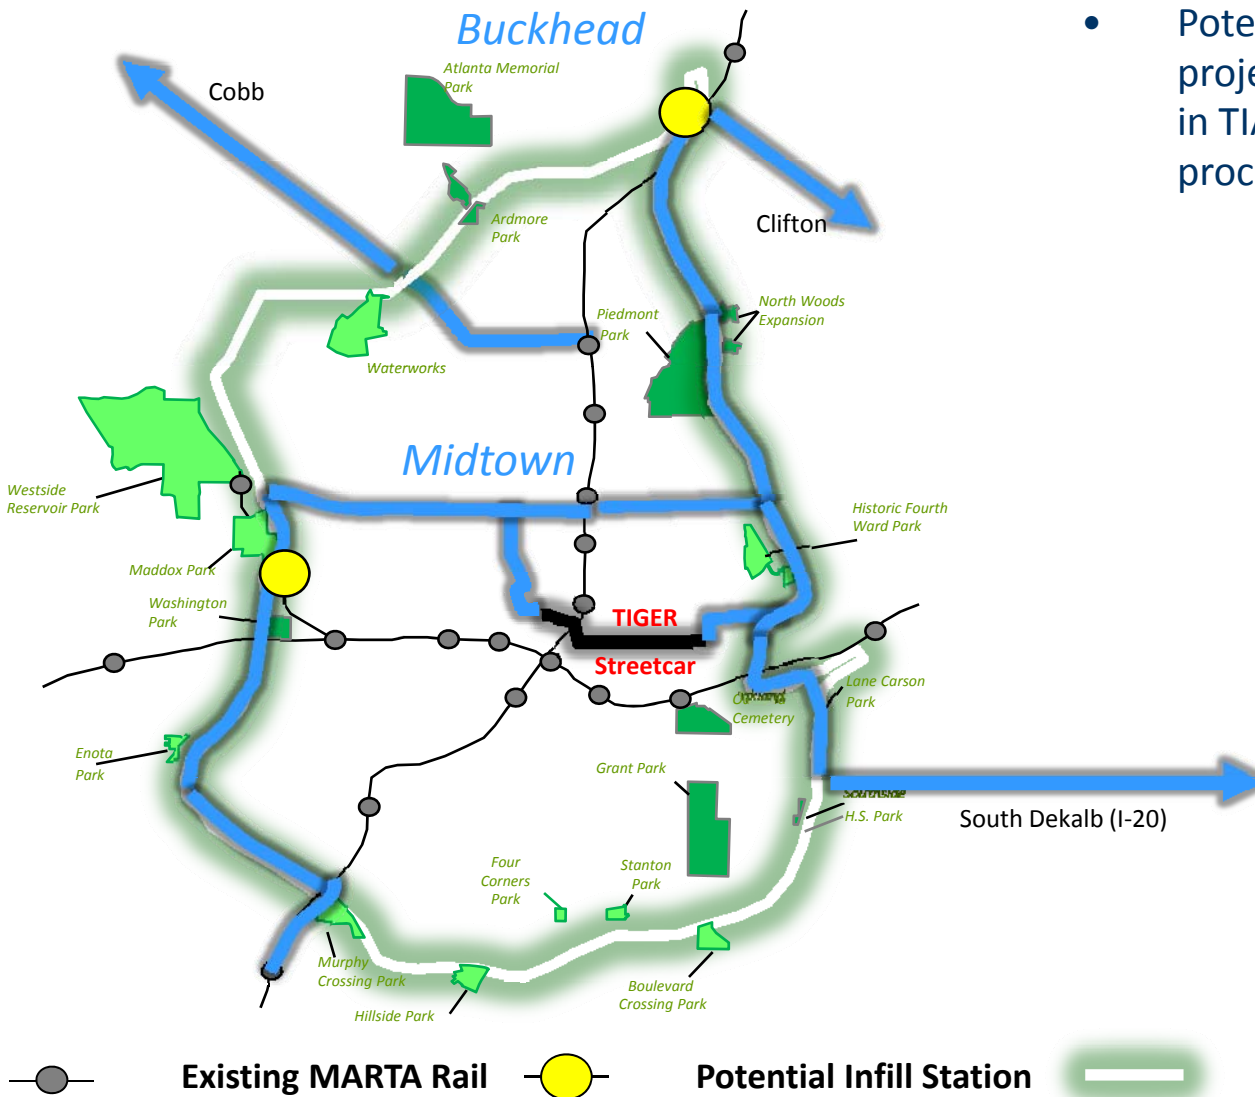 Buckhead
• Pote
proje
in TIA
proc
Atlanta Memorial
Park
Cobb
Ardmore
Park
Clifton
Piedmont
Park
North Woods
Expansion
Waterworks
Midtown
Westside
Reservoir Park
Historic Fourth
Ward Park
Maddox Park
Washington
Park
TIGER
Streetcar
Lane Carson
Park
Cemetery
Enota
Park
Grant Park
Southside
H.S. Park
South Dekalb (I-20)
Four
Corners
Park
Stanton
Park
Murphy
Crossing Park
Boulevard
Crossing Park
Hillside Park
Existing MARTA Rail
Potential Infill Station